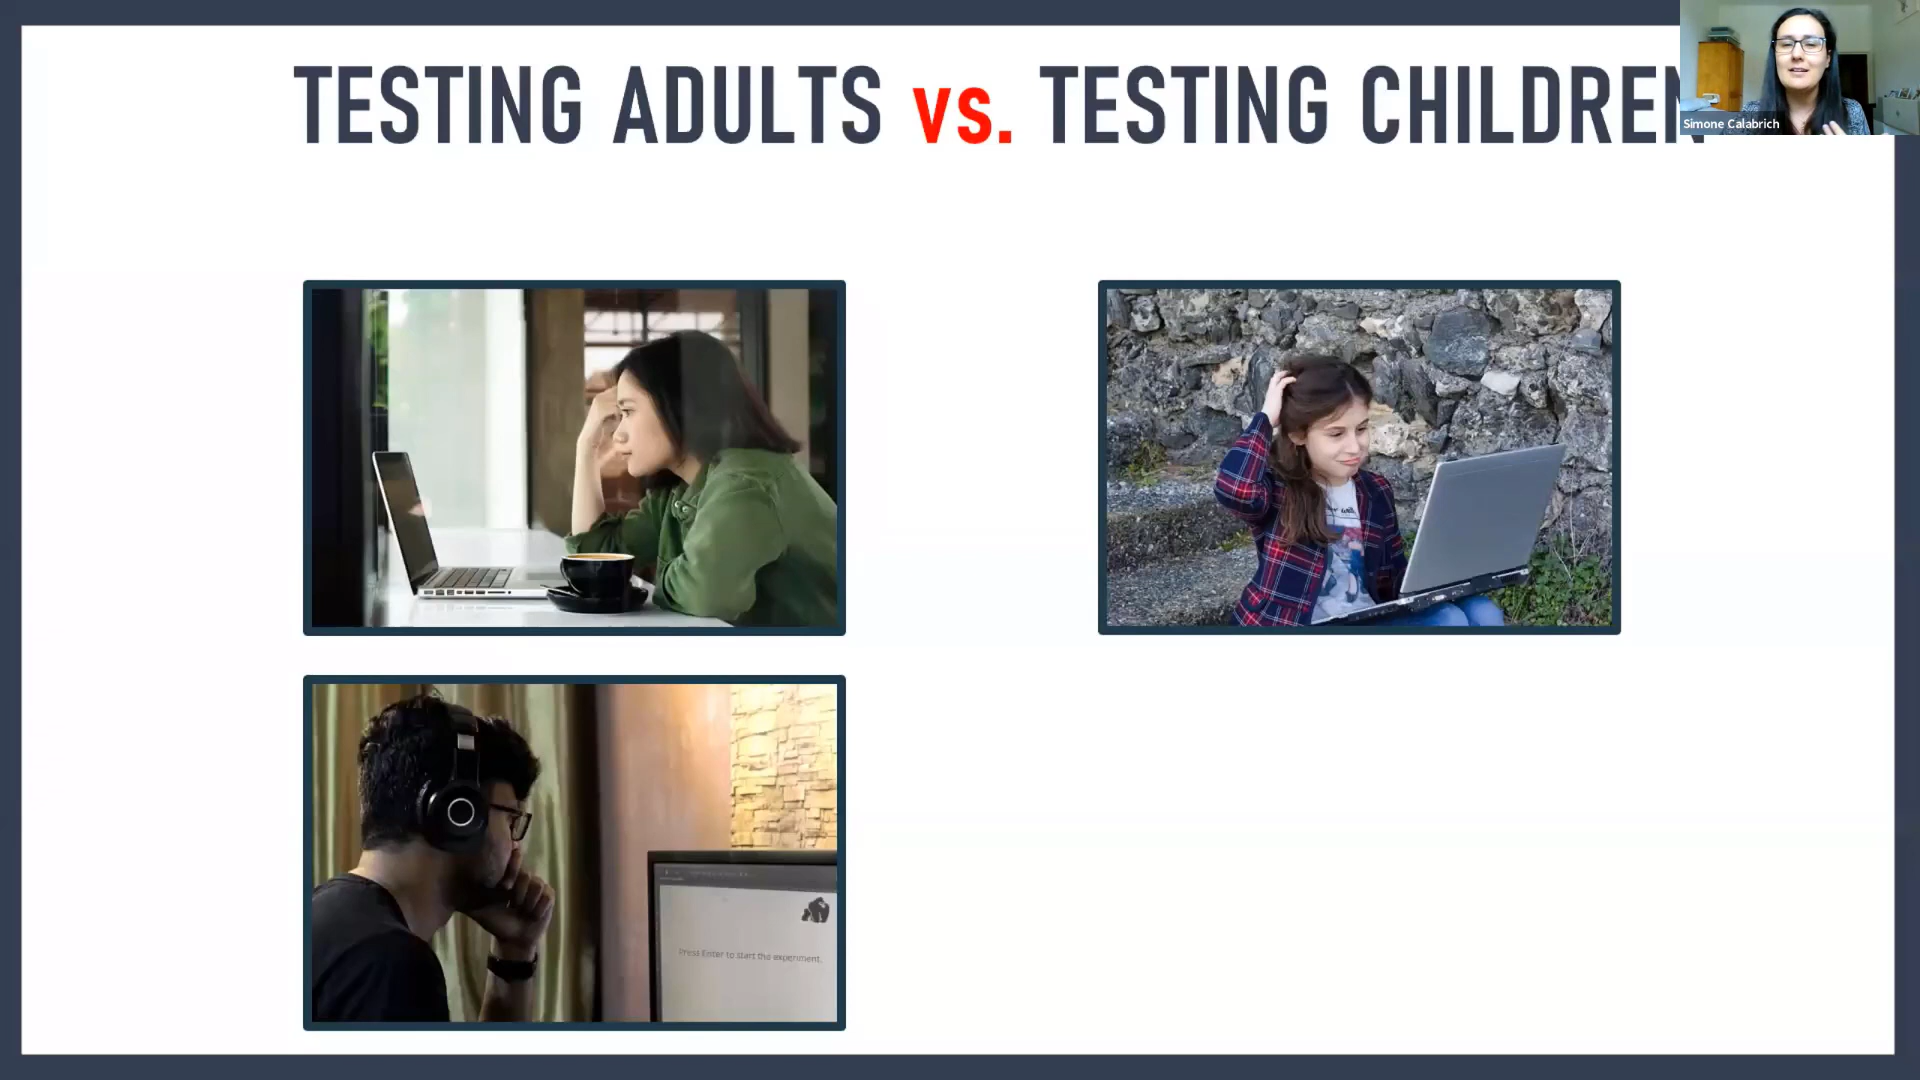 TESTING ADULTS vs. TESTING CHILDREN
Simone Calabrich
Press Enter to start the experiment.